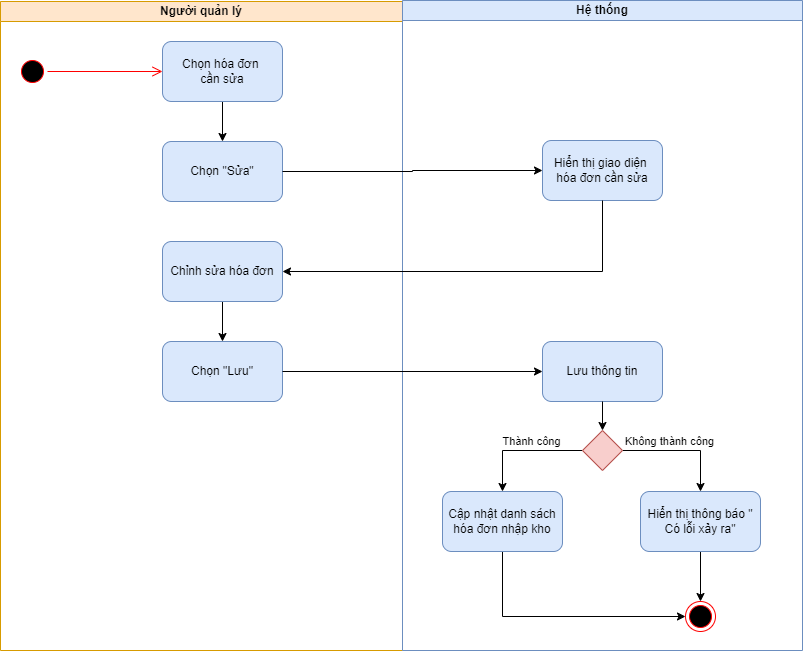 Người quản lý
Hệ thống
Chọn hóa đơn
cần sửa
Chọn "Sửa"
Hiển thị giao diện
hóa đơn cần sửa
Chỉnh sửa hóa đơn
Chọn "Lưu"
Lưu thông tin
Thành công
Không thành công
Cập nhật danh sách
hóa đơn nhập kho
Hiển thị thông báo "
Có lỗi xảy ra"